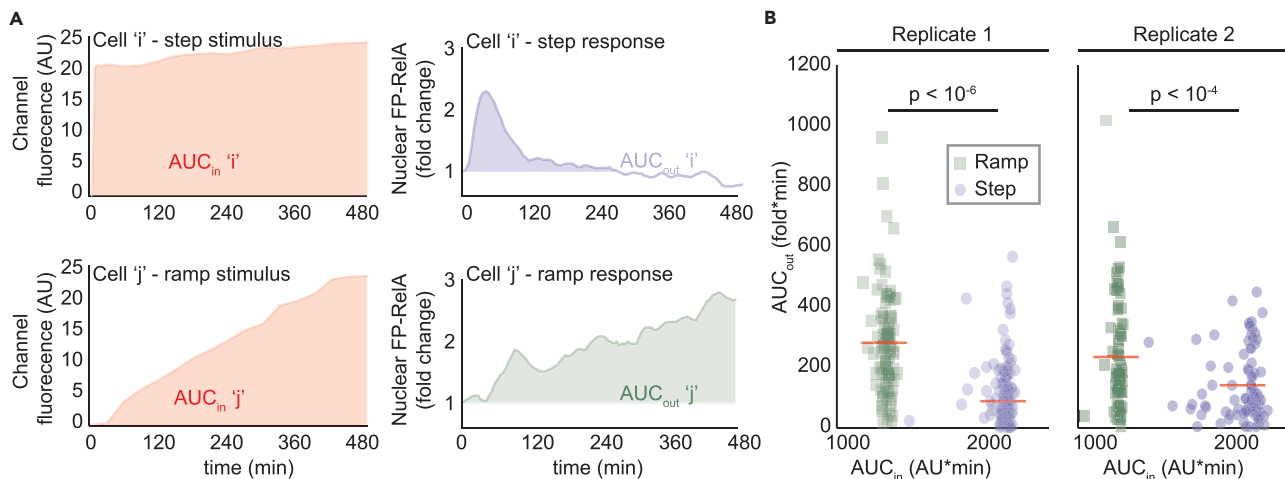 A
Cell ‘i’ - step stimulus
Channel
fluorecence (AU)
25
20
15
10
5
0
AUCin ‘i’
0 120 240 360 480
Cell ‘i’ - step response
Nuclear FP-RelA
(fold change)
3
2
1
AUCout ‘i’
0 120 240 360 480
Cell ‘j’ - ramp stimulus
Channel
fluorecence (AU)
25
20
15
10
5
0
AUCin ‘j’
0 120 240 360 480
time (min)
Cell ‘j’ - ramp response
Nuclear FP-RelA
(fold change)
3
2
1
AUCout ‘j’
0 120 240 360 480
time (min)
B
Replicate 1
Replicate 2
AUCout (fold*min)
1200
1000
800
600
400
200
0
p < 10-6
p < 10-4
Ramp
Step
1000 2000
1000 2000
AUCin (AU*min)
AUCin (AU*min)